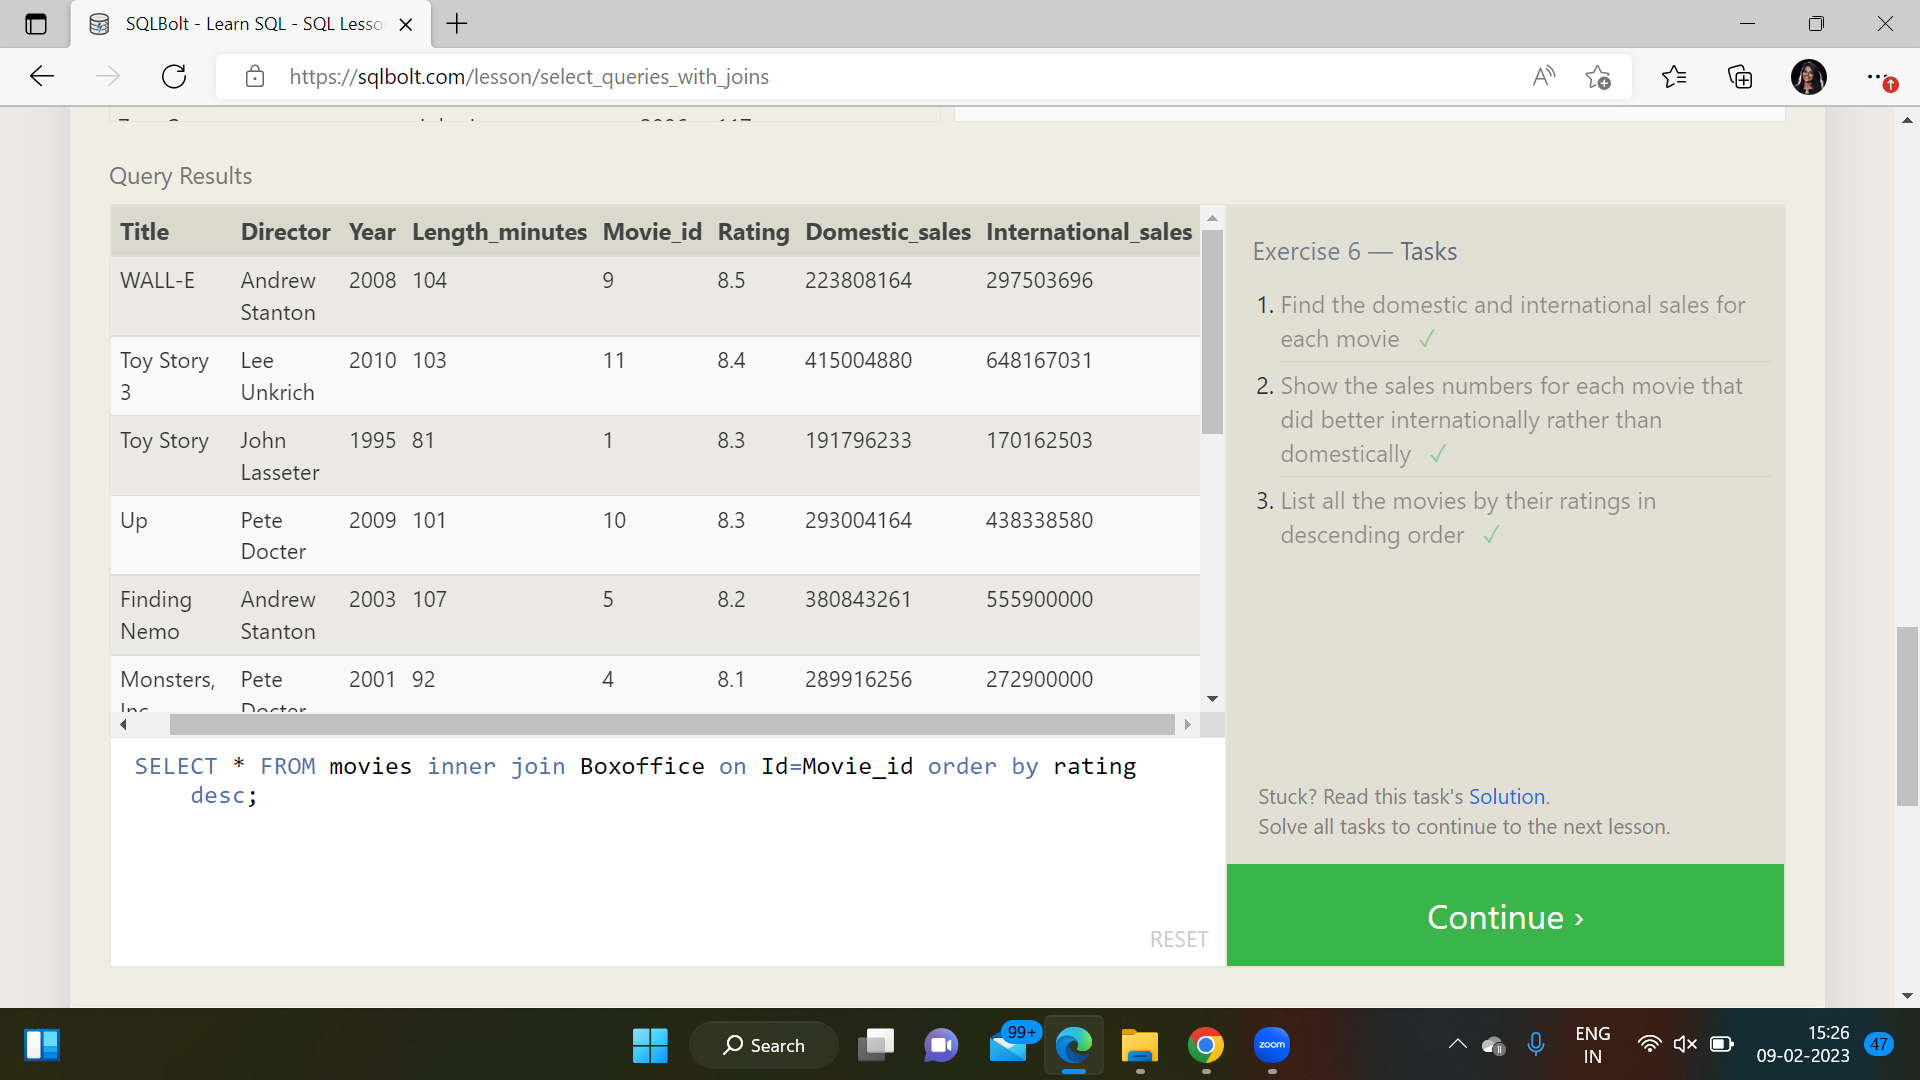 SQLBolt - Learn SQL - SQL Lesso
https://sqlbolt.com/lesson/select_queries_with_joins
Query Results
Title Director Year Length_minutes Movie_id Rating Domestic_sales International_sales
WALL-E Andrew Stanton 2008 104 9 8.5 223808164 297503696
Toy Story 3 Lee Unkrich 2010 103 11 8.4 415004880 648167031
Toy Story John Lasseter 1995 81 1 8.3 191796233 170162503
Up Pete Docter 2009 101 10 8.3 293004164 438338580
Finding Nemo Andrew Stanton 2003 107 5 8.2 380843261 555900000
Monsters, Inc. Pete Docter 2001 92 4 8.1 289916256 272900000
SELECT * FROM movies inner join Boxoffice on Id=Movie_id order by rating
desc;
RESET
Exercise 6 — Tasks
1. Find the domestic and international sales for
each movie ✓
2. Show the sales numbers for each movie that
did better internationally rather than
domestically ✓
3. List all the movies by their ratings in
descending order ✓
Stuck? Read this task's Solution.
Solve all tasks to continue to the next lesson.
Continue ›
Search
99+
zoom
ENG
IN
15:26
09-02-2023
47